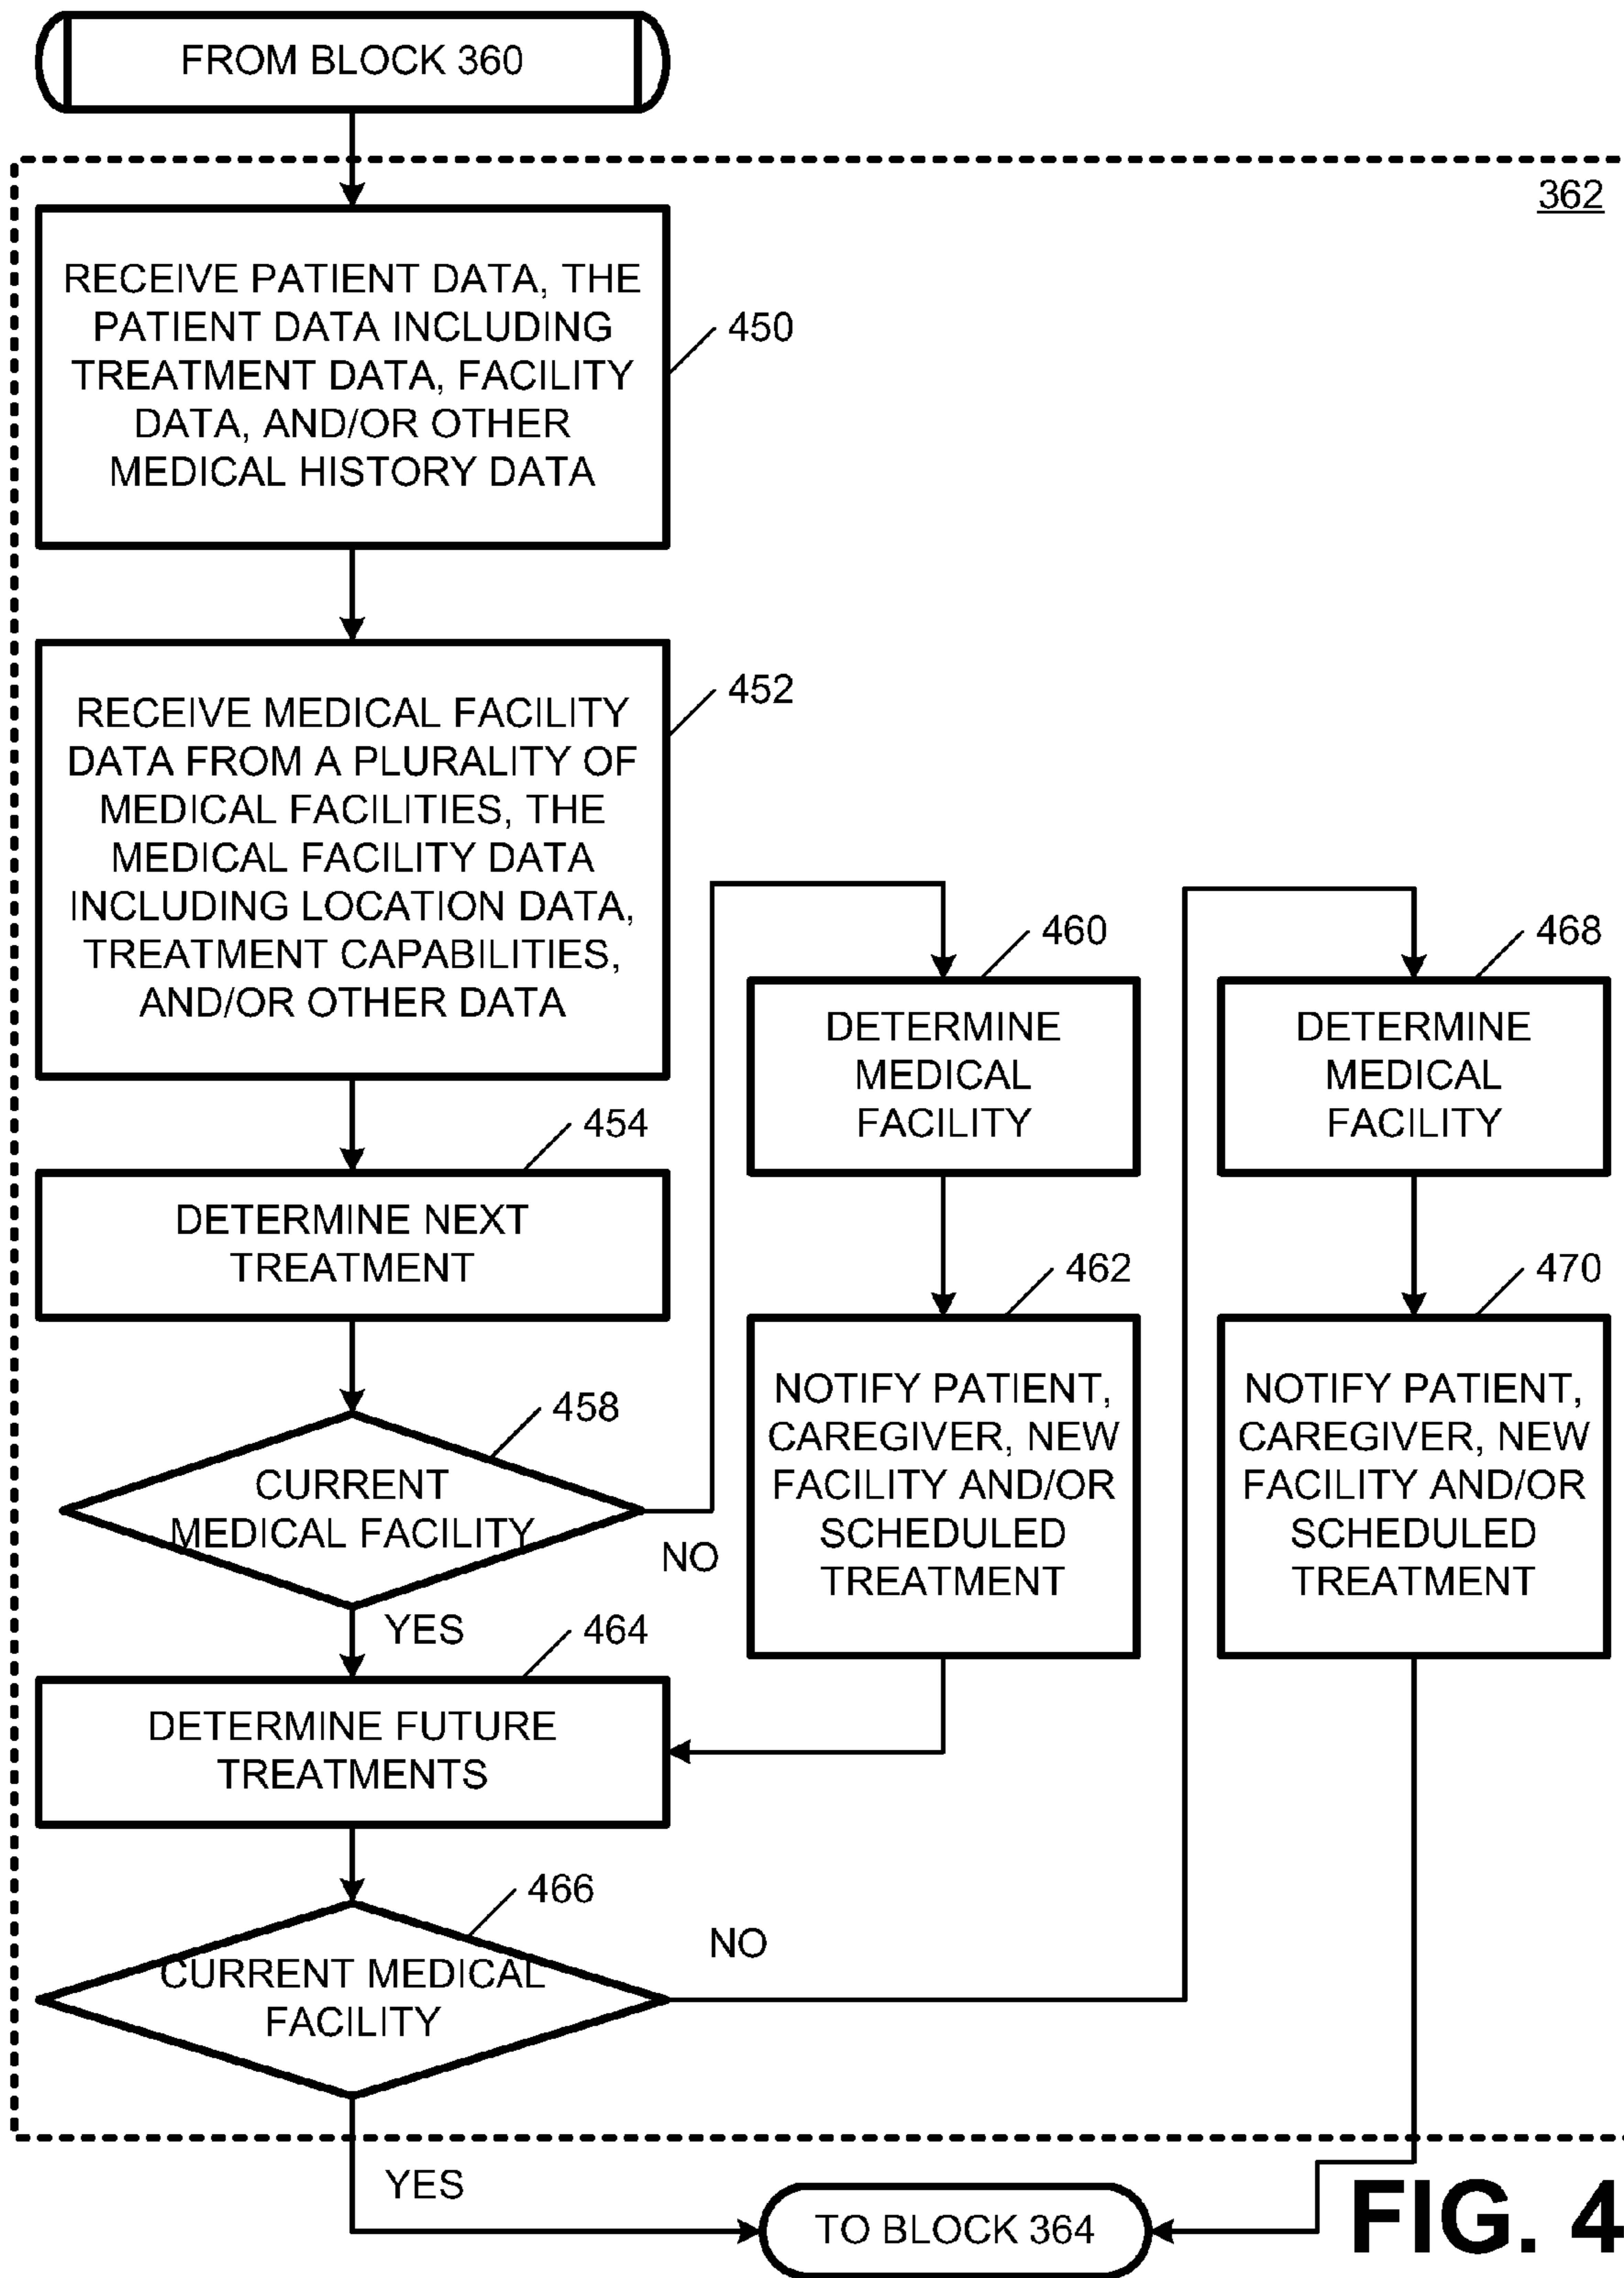 FROM BLOCK 360
362
RECEIVE PATIENT DATA, THE
PATIENT DATA INCLUDING
TREATMENT DATA, FACILITY
DATA, AND/OR OTHER
MEDICAL HISTORY DATA
450
RECEIVE MEDICAL FACILITY
DATA FROM A PLURALITY OF
MEDICAL FACILITIES, THE
MEDICAL FACILITY DATA
INCLUDING LOCATION DATA,
TREATMENT CAPABILITIES,
AND/OR OTHER DATA
452
454
DETERMINE NEXT
TREATMENT
458
CURRENT
MEDICAL FACILITY
NO
YES
460
DETERMINE
MEDICAL
FACILITY
462
NOTIFY PATIENT,
CAREGIVER, NEW
FACILITY AND/OR
SCHEDULED
TREATMENT
464
DETERMINE FUTURE
TREATMENTS
466
CURRENT MEDICAL
FACILITY
NO
YES
468
DETERMINE
MEDICAL
FACILITY
470
NOTIFY PATIENT,
CAREGIVER, NEW
FACILITY AND/OR
SCHEDULED
TREATMENT
TO BLOCK 364
FIG. 4